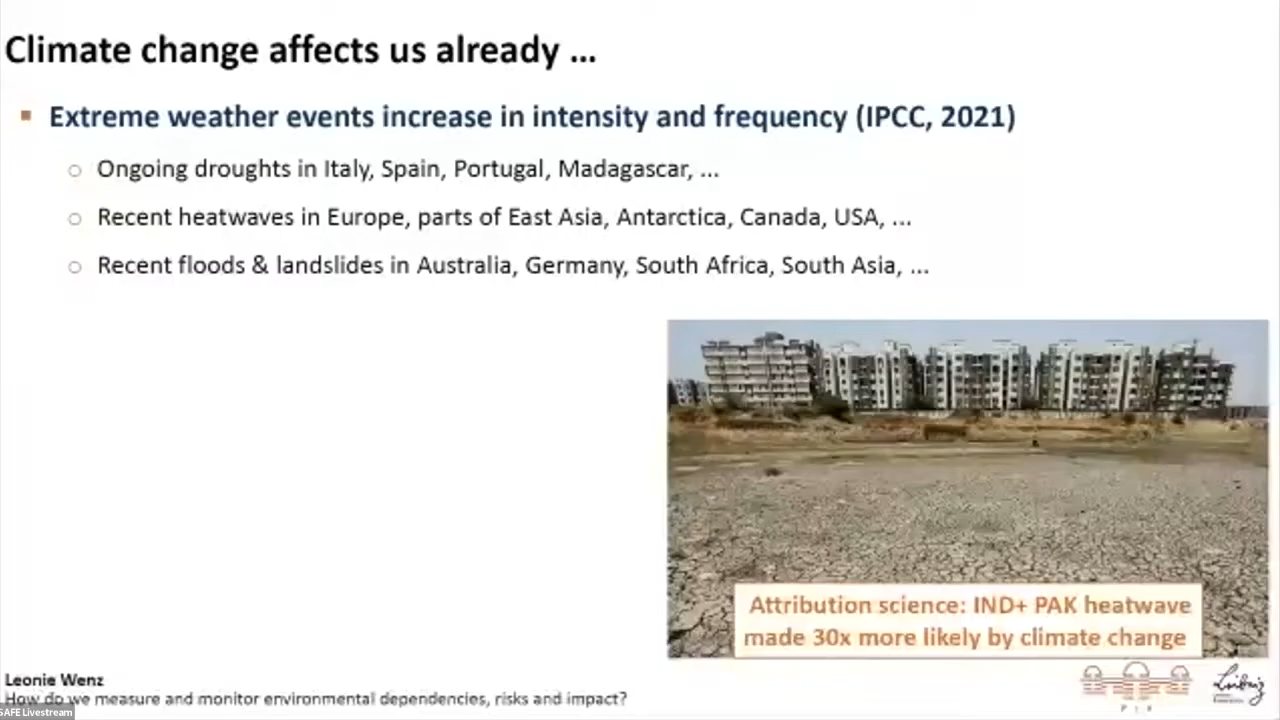 Climate change affects us already ...
Extreme weather events increase in intensity and frequency (IPCC, 2021)
Ongoing droughts in Italy, Spain, Portugal, Madagascar, ...
Recent heatwaves in Europe, parts of East Asia, Antarctica, Canada, USA, ...
Recent floods & landslides in Australia, Germany, South Africa, South Asia, ...
Attribution science: IND+ PAK heatwave
made 30x more likely by climate change
Leonie Wenz
How do we measure and monitor environmental dependencies, risks and impact?
SAFE Livestream
P I K
Leibniz